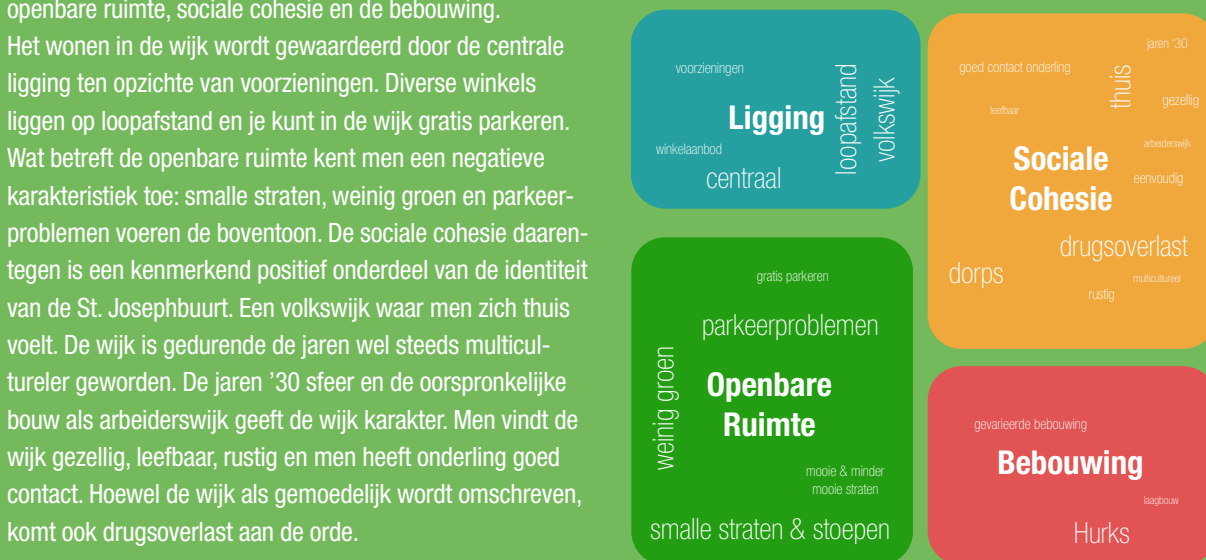 openbare ruimte, sociale cohesie en de bebouwing.
Het wonen in de wijk wordt gewaardeerd door de centrale
ligging ten opzichte van voorzieningen. Diverse winkels
liggen op loopafstand en je kunt in de wijk gratis parkeren.
Wat betreft de openbare ruimte kent men een negatieve
karakteristiek toe: smalle straten, weinig groen en parkeer-
problemen voeren de boventoon. De sociale cohesie daaren-
tegen is een kenmerkend positief onderdeel van de identiteit
van de St. Josephbuurt. Een volkswijk waar men zich thuis
voelt. De wijk is gedurende de jaren wel steeds multicul-
tureler geworden. De jaren ’30 sfeer en de oorspronkelijke
bouw als arbeiderswijk geeft de wijk karakter. Men vindt de
wijk gezellig, leefbaar, rustig en men heeft onderling goed
contact. Hoewel de wijk als gemoedelijk wordt omschreven,
komt ook drugsoverlast aan de orde.
voorzieningen
Ligging
loopafstand
volkswijk
winkelaanbod
centraal
jaren ‘30
goed contact onderling
thuis
gezellig
leefbaar
arbeiderswijk
Sociale
Cohesie
eenvoudig
drugsoverlast
dorps
multicultureel
rustig
gratis parkeren
parkeerproblemen
weinig groen
Openbare
Ruimte
mooie & minder
mooie straten
smalle straten & stoepen
gevarieerde bebouwing
Bebouwing
laagbouw
Hurks